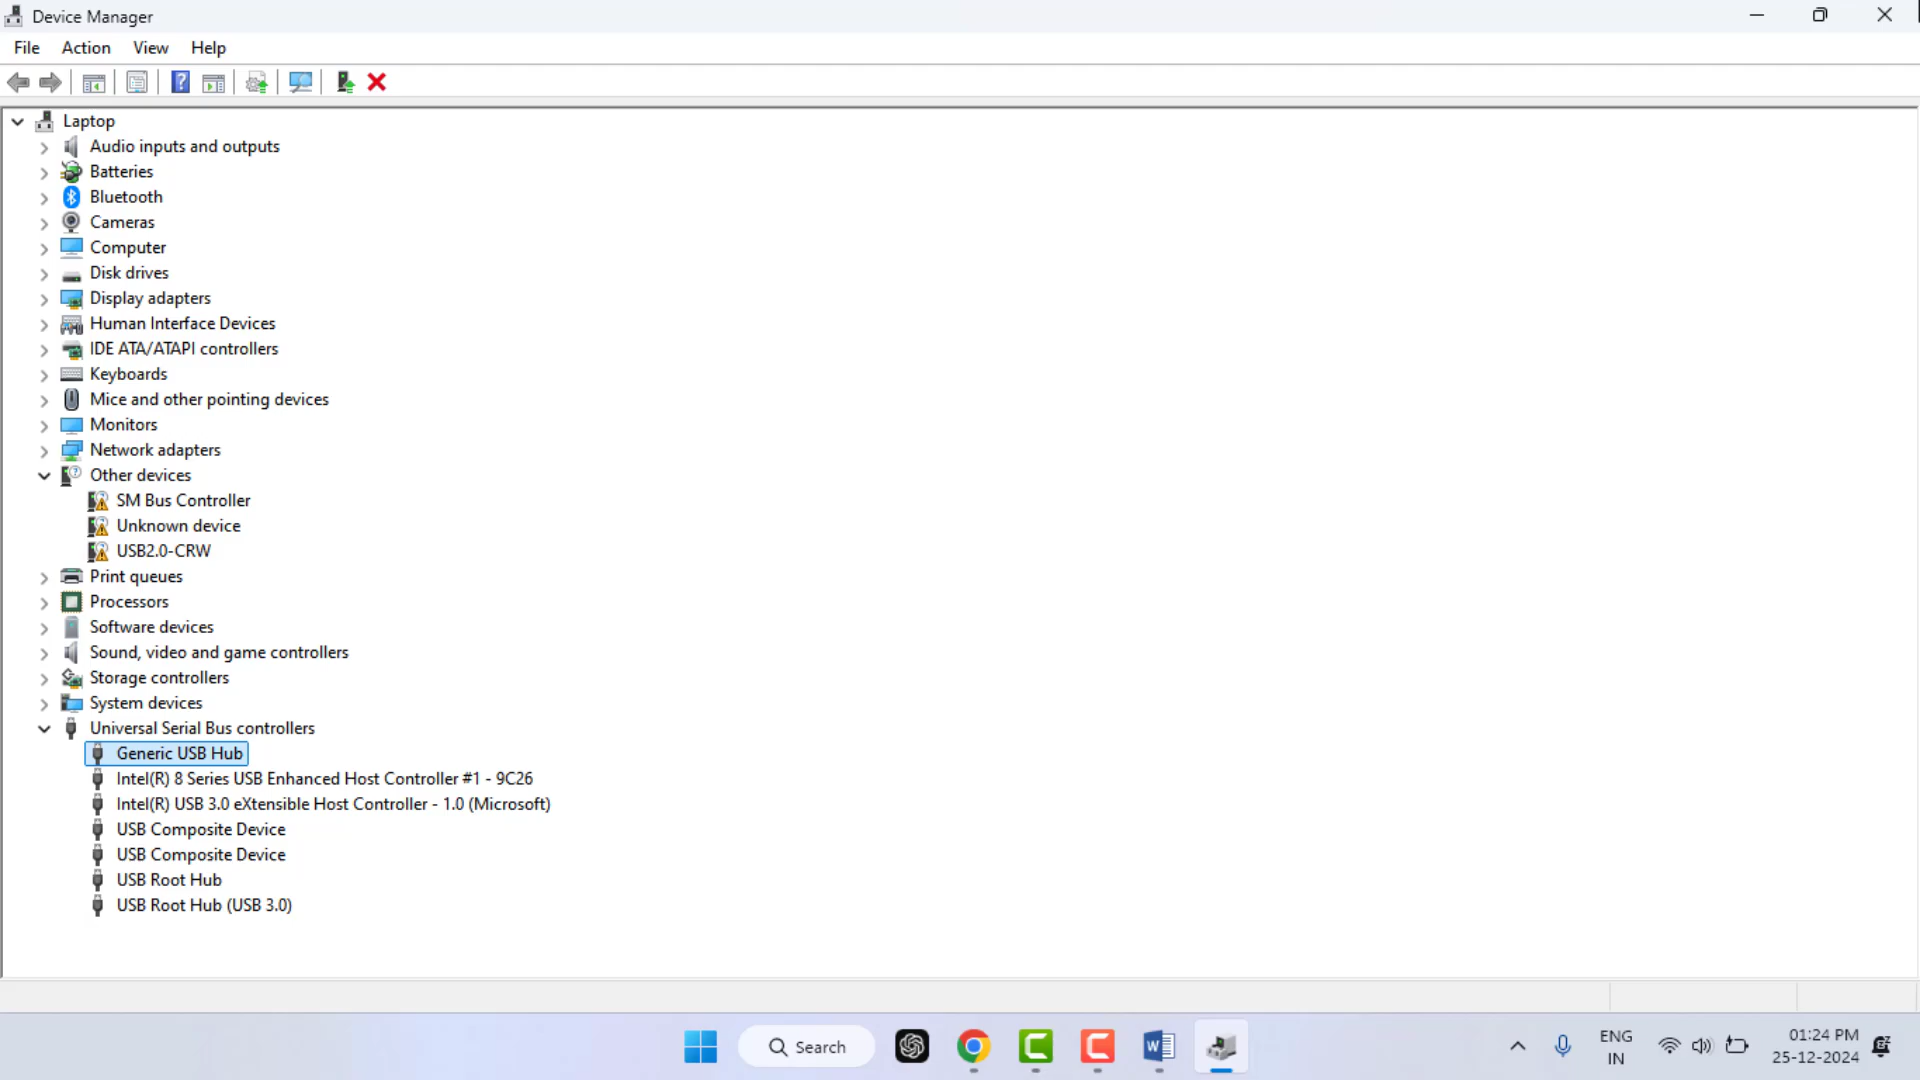 Device Manager
File Action View Help
Laptop
Audio inputs and outputs
Batteries
Bluetooth
Cameras
Computer
Disk drives
Display adapters
Human Interface Devices
IDE ATA/ATAPI controllers
Keyboards
Mice and other pointing devices
Monitors
Network adapters
Other devices
SM Bus Controller
Unknown device
USB2.0-CRW
Print queues
Processors
Software devices
Sound, video and game controllers
Storage controllers
System devices
Universal Serial Bus controllers
Generic USB Hub
Intel(R) 8 Series USB Enhanced Host Controller #1 - 9C26
Intel(R) USB 3.0 eXtensible Host Controller - 1.0 (Microsoft)
USB Composite Device
USB Composite Device
USB Root Hub
USB Root Hub (USB 3.0)
Search
ENG
IN
01:24 PM
25-12-2024